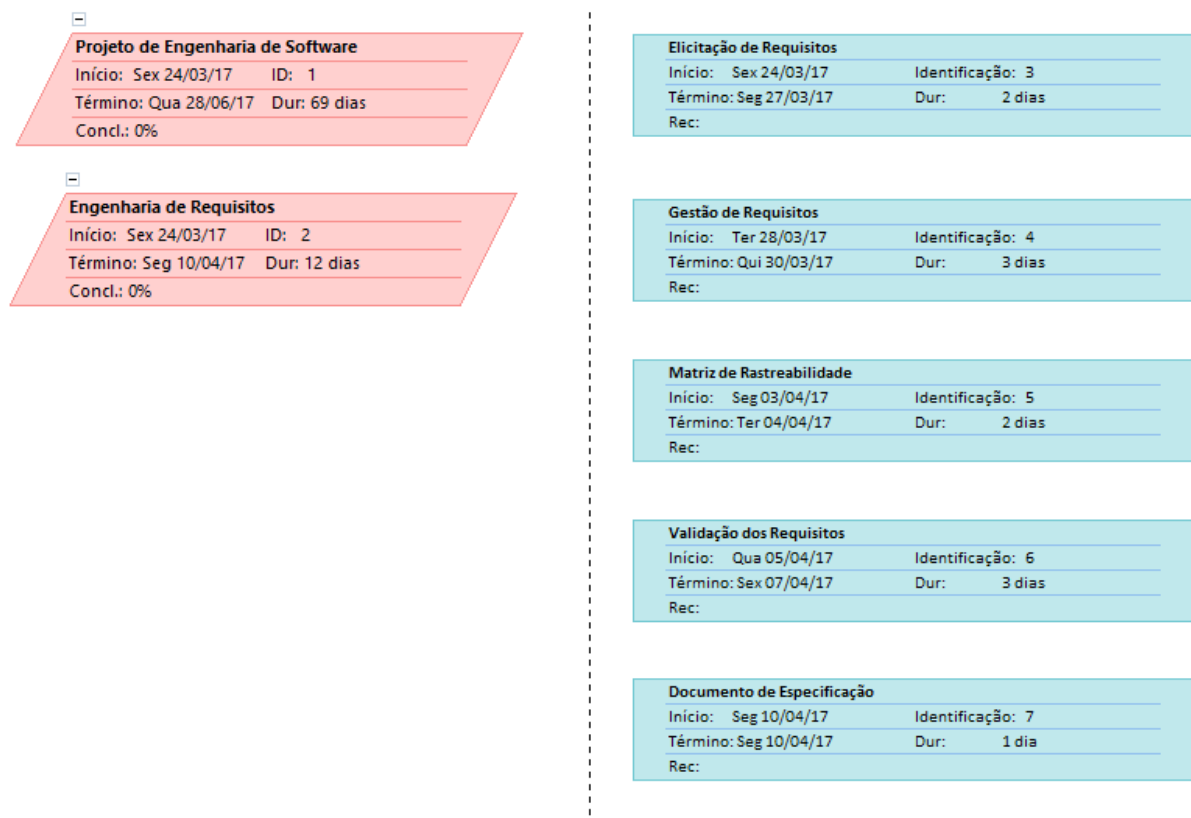 Projeto de Engenharia de Software
Início: Sex 24/03/17 ID: 1
Término: Qua 28/06/17 Dur: 69 dias
Concl.: 0%
Engenharia de Requisitos
Início: Sex 24/03/17 ID: 2
Término: Seg 10/04/17 Dur: 12 dias
Concl.: 0%
Elicitação de Requisitos
Início: Sex 24/03/17 Identificação: 3
Término: Seg 27/03/17 Dur: 2 dias
Rec:
Gestão de Requisitos
Início: Ter 28/03/17 Identificação: 4
Término: Qui 30/03/17 Dur: 3 dias
Rec:
Matriz de Rastreabilidade
Início: Seg 03/04/17 Identificação: 5
Término: Ter 04/04/17 Dur: 2 dias
Rec:
Validação dos Requisitos
Início: Qua 05/04/17 Identificação: 6
Término: Sex 07/04/17 Dur: 3 dias
Rec:
Documento de Especificação
Início: Seg 10/04/17 Identificação: 7
Término: Seg 10/04/17 Dur: 1 dia
Rec: